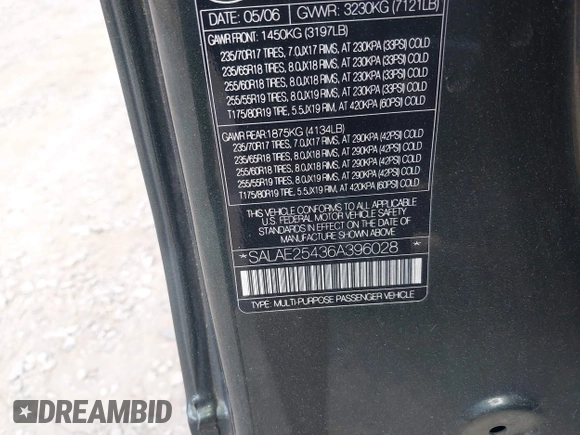 DATE: 05/06 GVWR: 3230KG (7121LB)
GAWR FRONT: 1450KG (3197LB)
235/70R17 TIRES, 7.0JX17 RIMS, AT 230KPA (33PSI) COLD
235/65R18 TIRES, 8.0JX18 RIMS, AT 230KPA (33PSI) COLD
255/60R18 TIRES, 8.0JX18 RIMS, AT 230KPA (33PSI) COLD
255/55R19 TIRES, 8.0JX19 RIMS, AT 230KPA (33PSI) COLD
T175/80R19 TIRE, 5.5JX19 RIM, AT 420KPA (60PSI) COLD
GAWR REAR: 1875KG (4134LB)
235/70R17 TIRES, 7.0JX17 RIMS, AT 290KPA (42PSI) COLD
235/65R18 TIRES, 8.0JX18 RIMS, AT 290KPA (42PSI) COLD
255/60R18 TIRES, 8.0JX18 RIMS, AT 290KPA (42PSI) COLD
255/55R19 TIRES, 8.0JX19 RIMS, AT 290KPA (42PSI) COLD
T175/80R19 TIRE, 5.5JX19 RIM, AT 420KPA (60PSI) COLD
THIS VEHICLE CONFORMS TO ALL APPLICABLE
U.S. FEDERAL MOTOR VEHICLE SAFETY
STANDARDS IN EFFECT ON THE DATE OF
MANUFACTURE SHOWN ABOVE
*SALAE25436A396028*
TYPE: MULTI-PURPOSE PASSENGER VEHICLE
DREAMBID